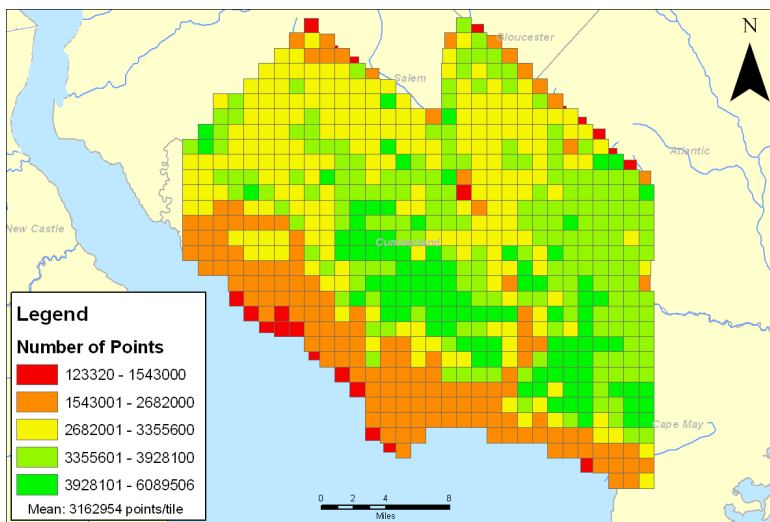 N
Gloucester
Salem
Atlantic
New Castle
Cumberland
Cape May
Legend
Number of Points
123320 - 1543000
1543001 - 2682000
2682001 - 3355600
3355601 - 3928100
3928101 - 6089506
Mean: 3162954 points/tile
0 2 4 8
Miles